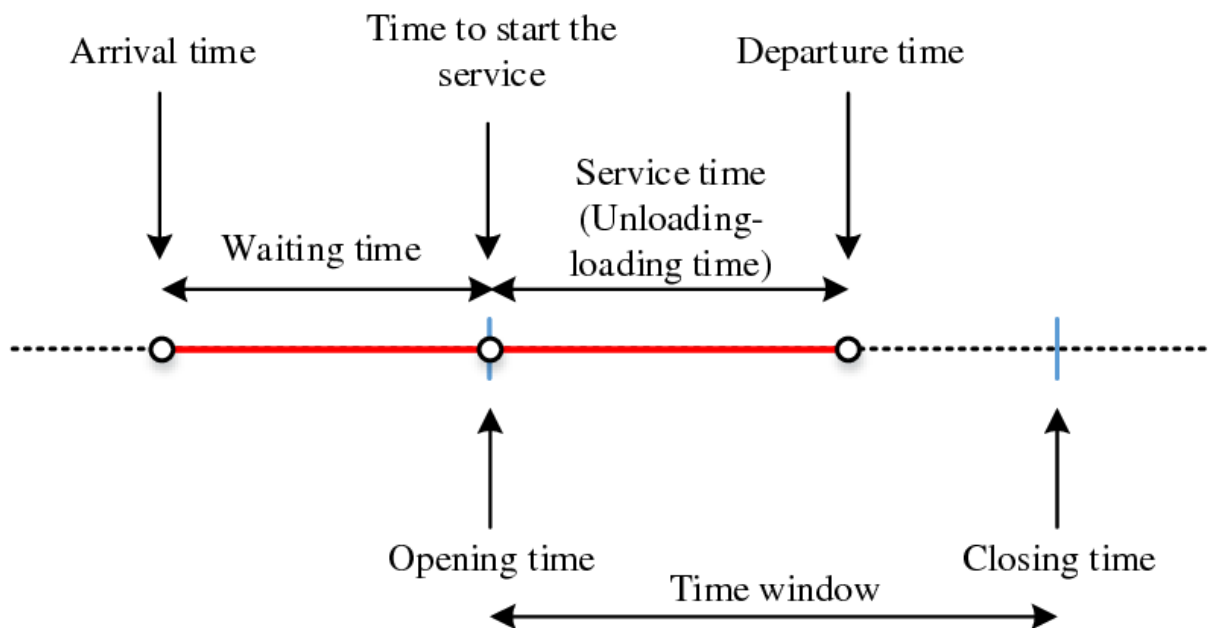 Arrival time
Time to start the
service
Departure time
Waiting time
Service time
(Unloading-
loading time)
Opening time
Closing time
Time window